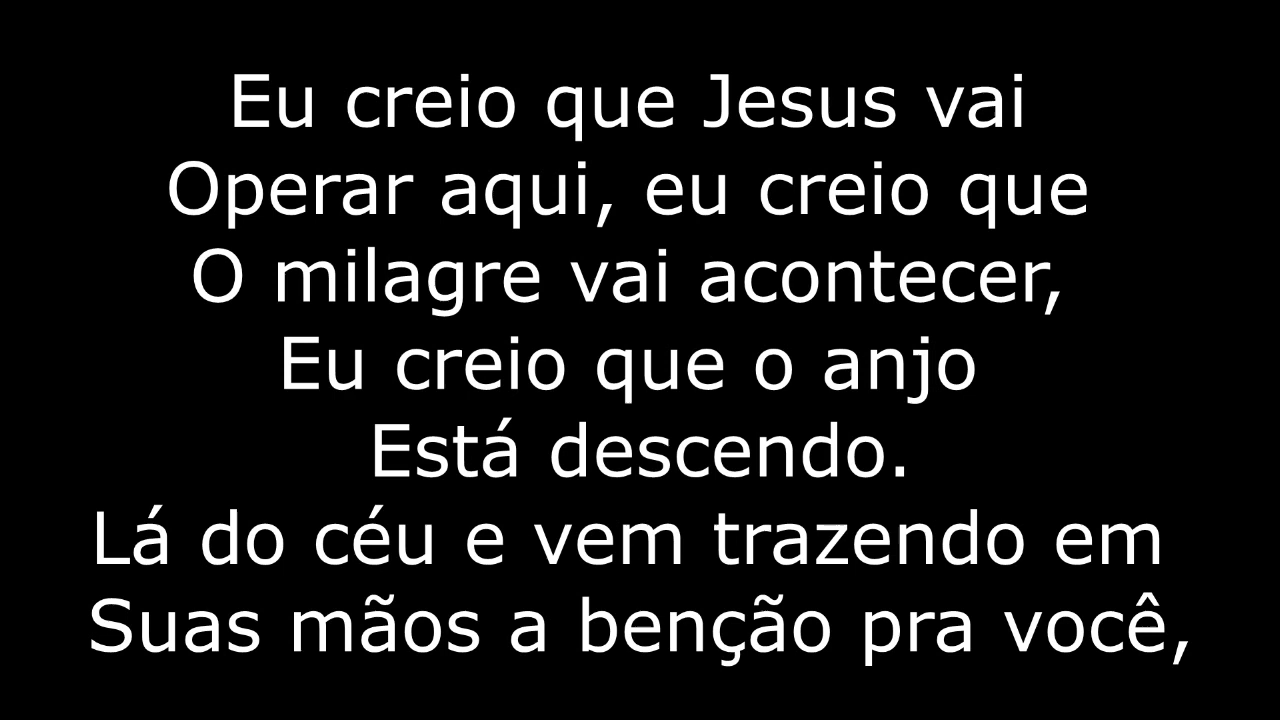 Eu creio que Jesus vai
Operar aqui, eu creio que
O milagre vai acontecer,
Eu creio que o anjo
Está descendo.
Lá do céu e vem trazendo em
Suas mãos a benção pra você,